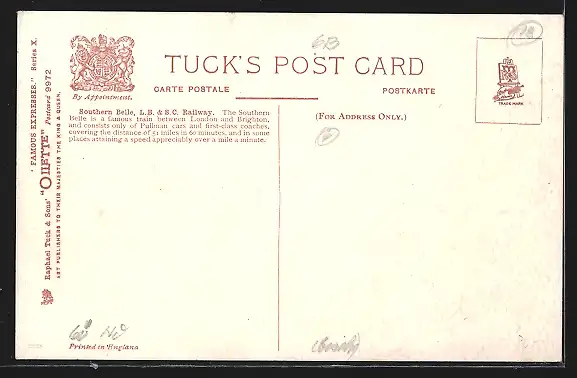 "FAMOUS EXPRESSES." Series X.
Raphael Tuck & Sons' "OILETTE" Postcard 9972
ART PUBLISHERS TO THEIR MAJESTIES THE KING & QUEEN.
By Appointment.
TUCK'S POST CARD
CARTE POSTALE
POSTKARTE
Southern Belle, L.B. & S.C. Railway. The Southern
Belle is a famous train between London and Brighton,
and consists only of Pullman cars and first-class coaches,
covering the distance of 51 miles in 60 minutes, and in some
places attaining a speed appreciably over a mile a minute.
(FOR ADDRESS ONLY.)
TRADE MARK
6B
Printed in England